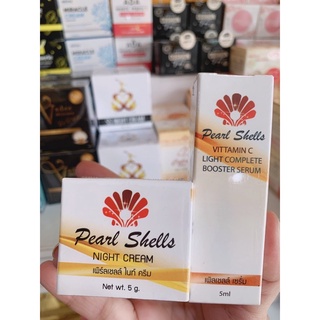 MIRACLE
Pearl Shells
NIGHT CREAM
เพิร์ลเชลล์ ไนท์ ครีม
Net wt. 5 g.
Pearl Shells
VITTAMIN C
LIGHT COMPLETE
BOOSTER SERUM
เพิลเชลล์ เซรั่ม
5ml